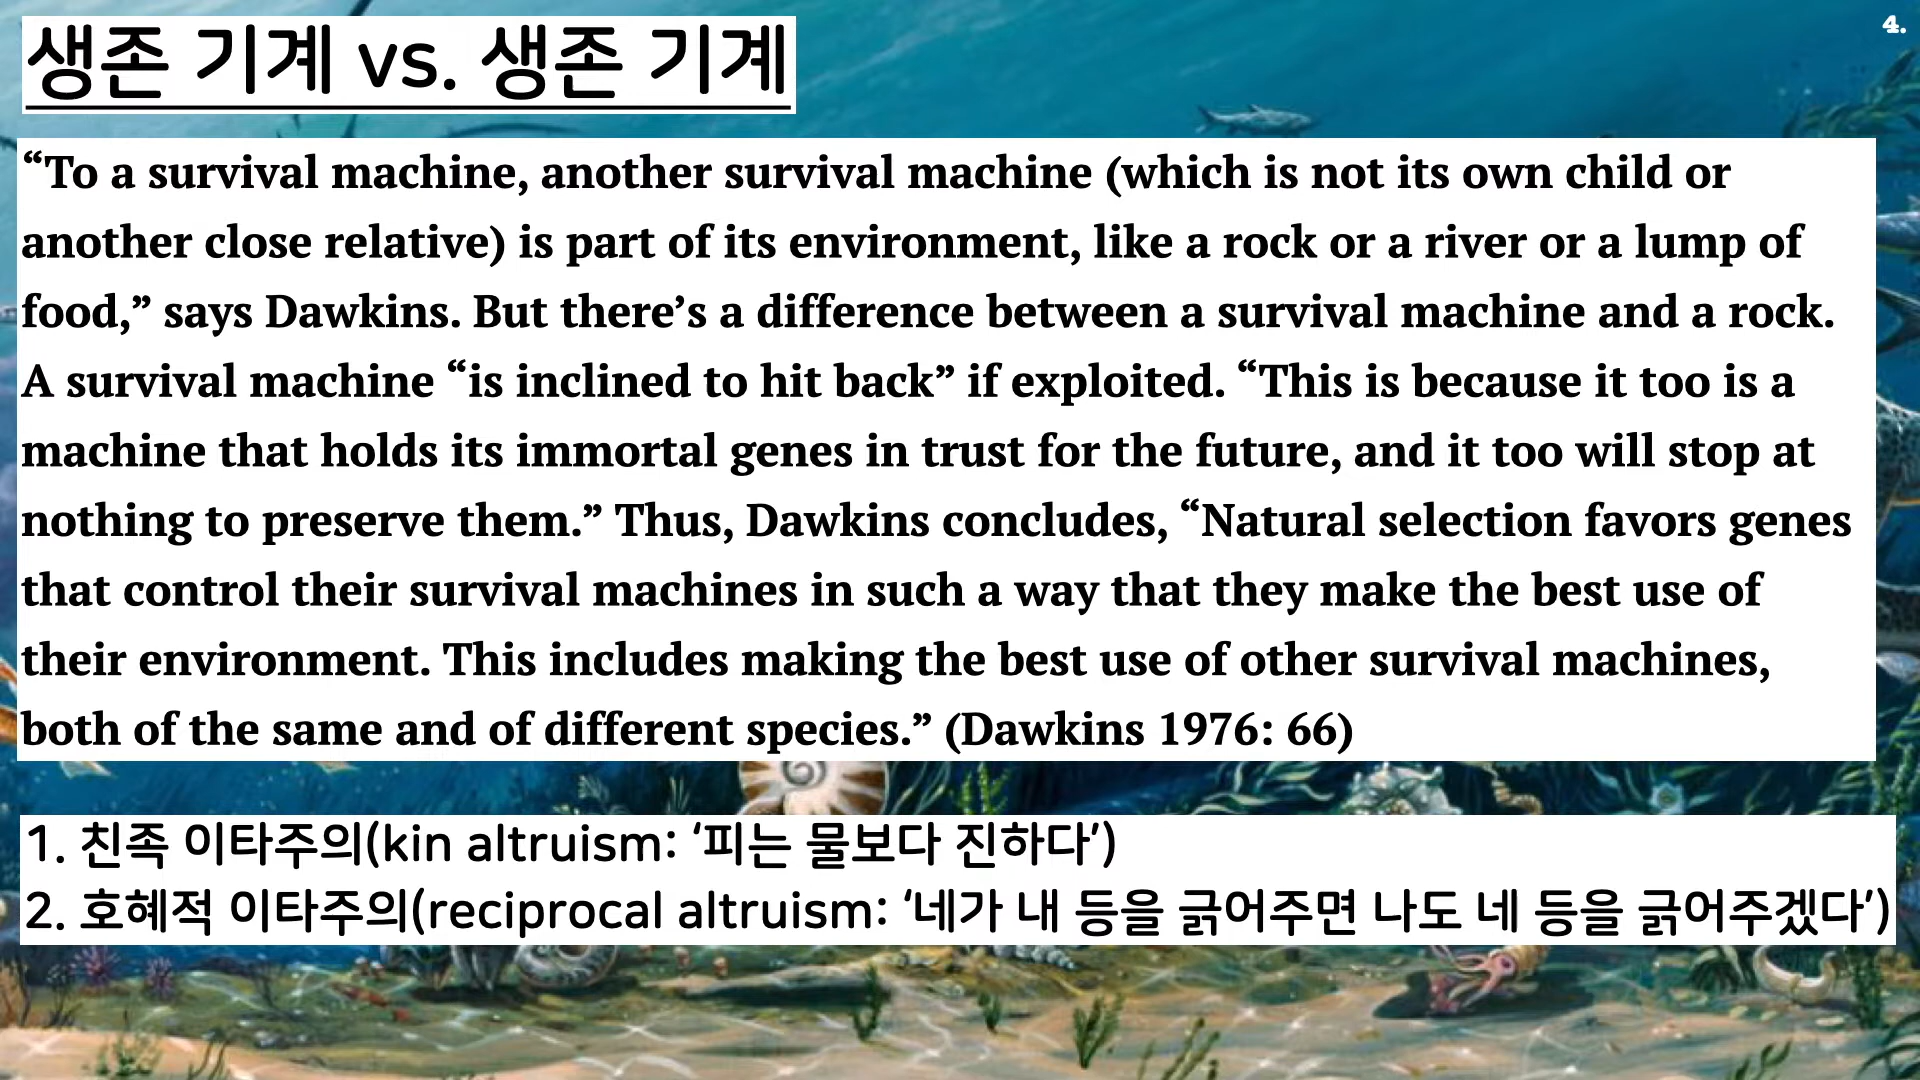 4.
생존 기계 vs. 생존 기계
“To a survival machine, another survival machine (which is not its own child or
another close relative) is part of its environment, like a rock or a river or a lump of
food,” says Dawkins. But there’s a difference between a survival machine and a rock.
A survival machine “is inclined to hit back” if exploited. “This is because it too is a
machine that holds its immortal genes in trust for the future, and it too will stop at
nothing to preserve them.” Thus, Dawkins concludes, “Natural selection favors genes
that control their survival machines in such a way that they make the best use of
their environment. This includes making the best use of other survival machines,
both of the same and of different species.” (Dawkins 1976: 66)
1. 친족 이타주의(kin altruism: ‘피는 물보다 진하다’)
2. 호혜적 이타주의(reciprocal altruism: ‘네가 내 등을 긁어주면 나도 네 등을 긁어주겠다’)